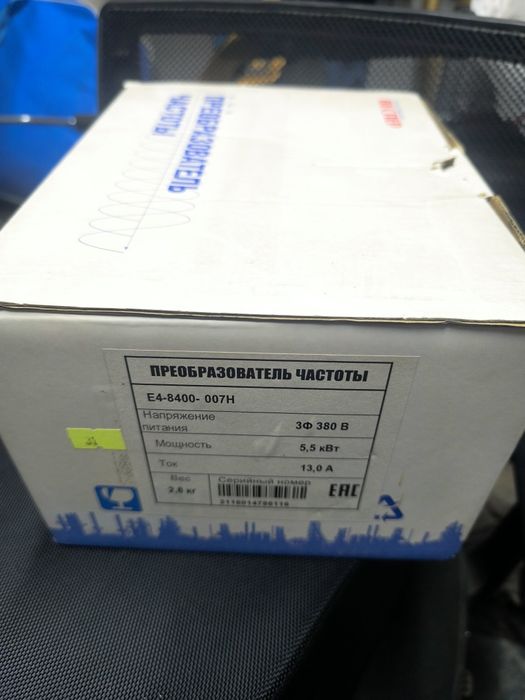 ПРЕОБРАЗОВАТЕЛЬ
ЧАСТОТЫ
ПРЕОБРАЗОВАТЕЛЬ ЧАСТОТЫ
Е4-8400- 007Н
Напряжение
питания
3Ф 380 В
Мощность
5,5 кВт
Ток
13,0 А
Вес
2,6 кг
Серийный номер
EAC